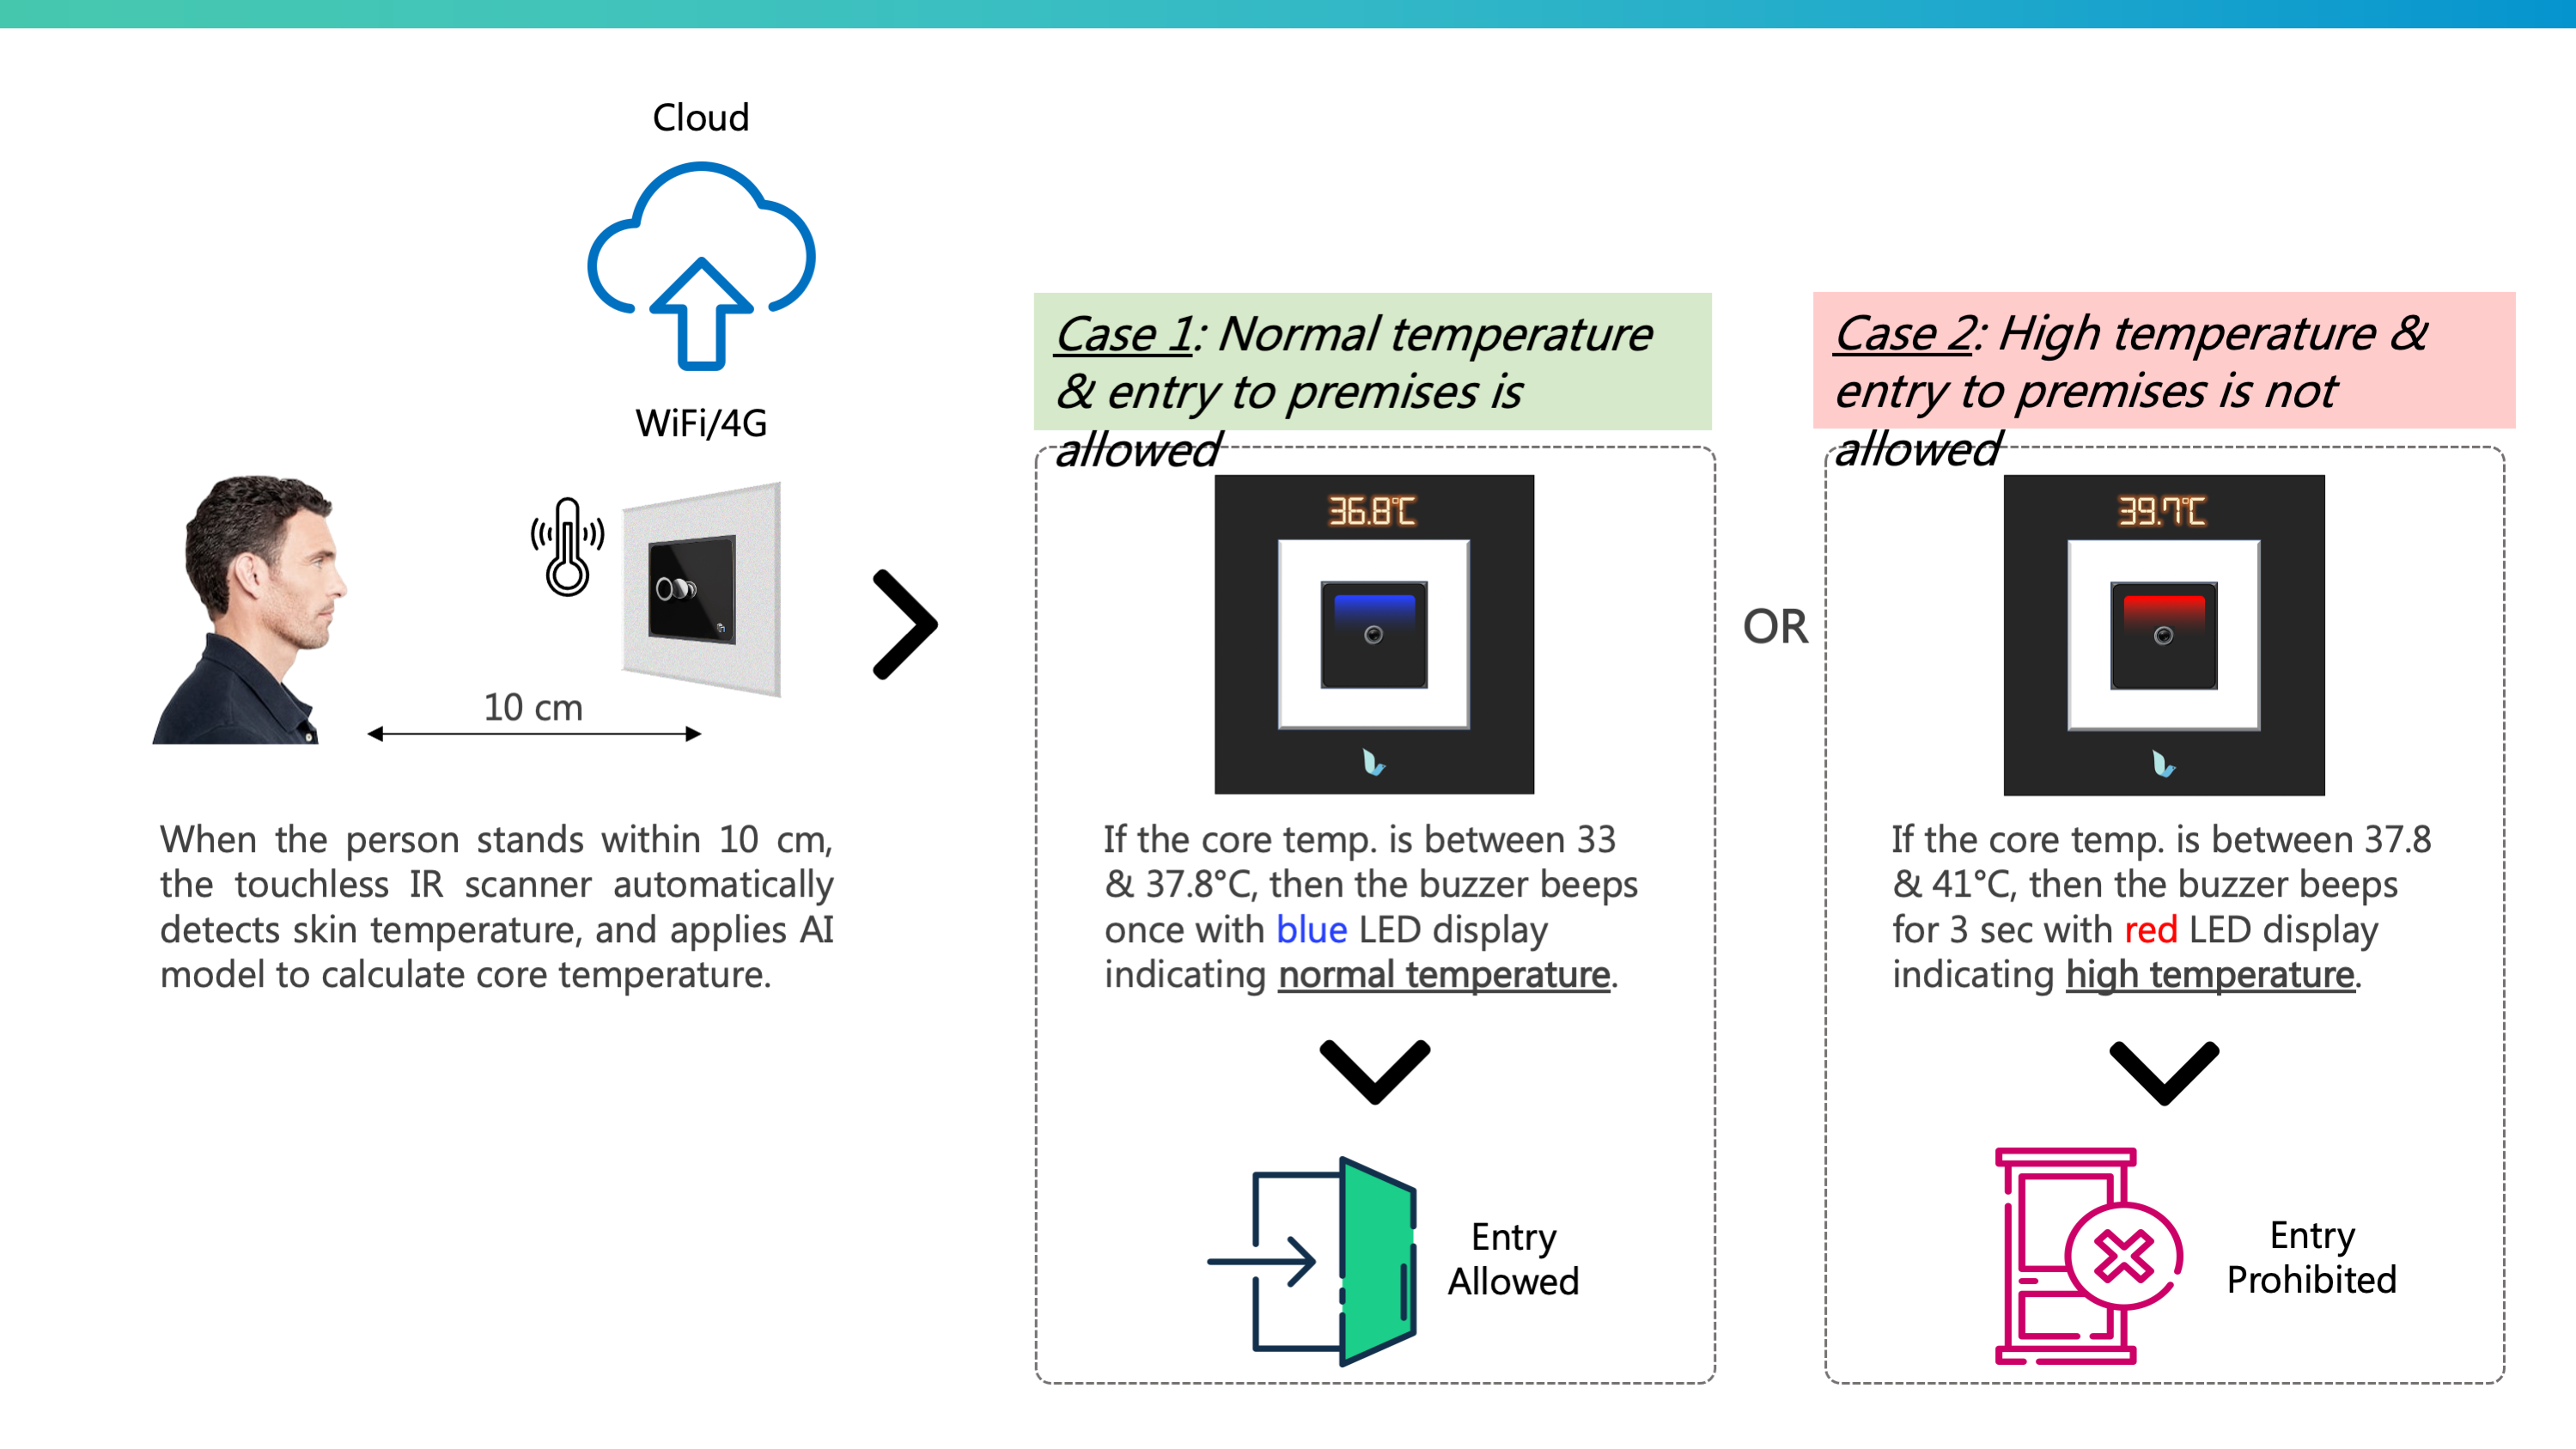 Cloud
WiFi/4G
10 cm
When the person stands within 10 cm,
the touchless IR scanner automatically
detects skin temperature, and applies AI
model to calculate core temperature.
Case 1: Normal temperature
& entry to premises is
allowed
36.8°C
If the core temp. is between 33
& 37.8°C, then the buzzer beeps
once with blue LED display
indicating normal temperature.
Entry
Allowed
OR
Case 2: High temperature &
entry to premises is not
allowed
39.7°C
If the core temp. is between 37.8
& 41°C, then the buzzer beeps
for 3 sec with red LED display
indicating high temperature.
Entry
Prohibited